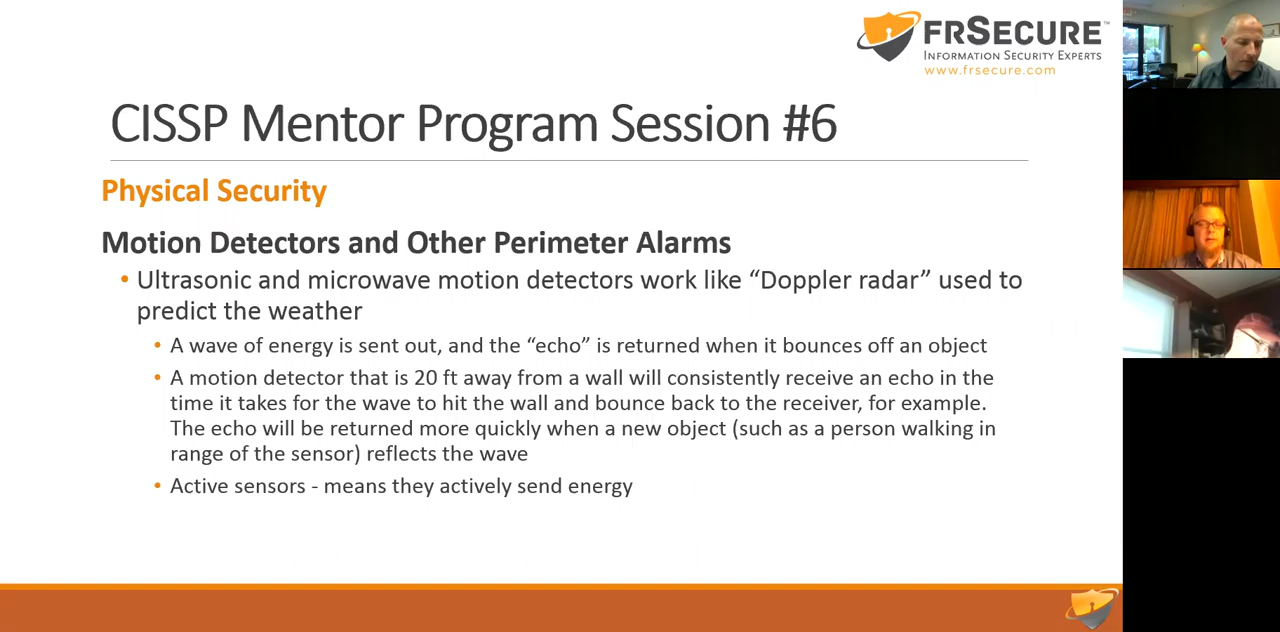 FRSECURE™
INFORMATION SECURITY EXPERTS
www.frsecure.com
CISSP Mentor Program Session #6
Physical Security
Motion Detectors and Other Perimeter Alarms
• Ultrasonic and microwave motion detectors work like “Doppler radar” used to
predict the weather
• A wave of energy is sent out, and the “echo” is returned when it bounces off an object
• A motion detector that is 20 ft away from a wall will consistently receive an echo in the
time it takes for the wave to hit the wall and bounce back to the receiver, for example.
The echo will be returned more quickly when a new object (such as a person walking in
range of the sensor) reflects the wave
• Active sensors - means they actively send energy